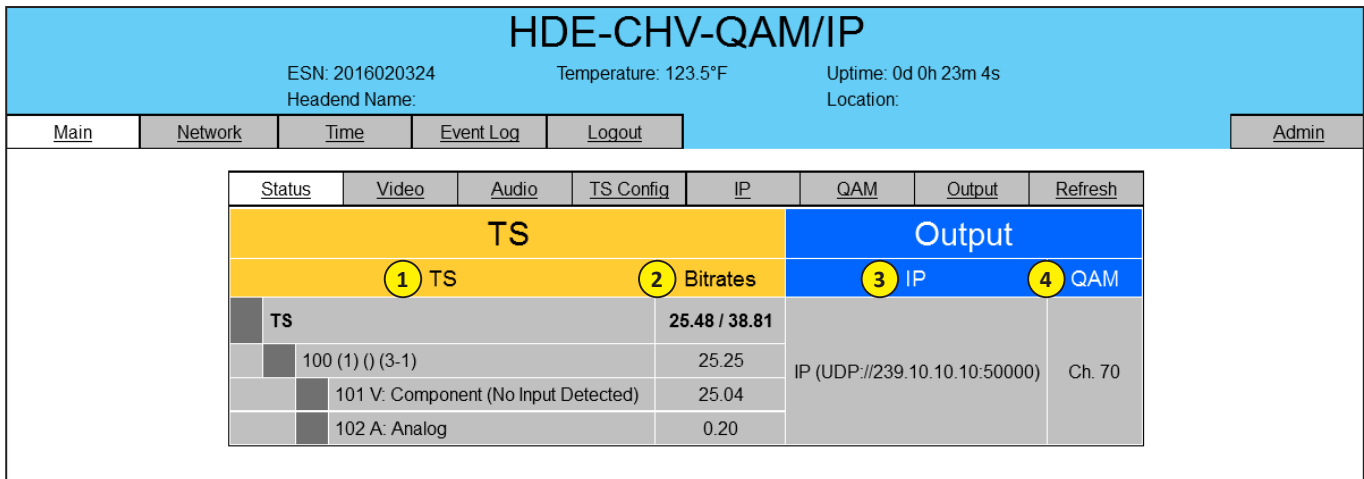 HDE-CHV-QAM/IP
ESN: 2016020324 Temperature: 123.5°F Uptime: 0d 0h 23m 4s
Headend Name: Location:
Main Network Time Event Log Logout Admin
Status Video Audio TS Config IP QAM Output Refresh
TS Output
1 TS 2 Bitrates 3 IP 4 QAM
TS 25.48 / 38.81
100 (1) () (3-1) 25.25
IP (UDP://239.10.10.10:50000) Ch. 70
101 V: Component (No Input Detected) 25.04
102 A: Analog 0.20